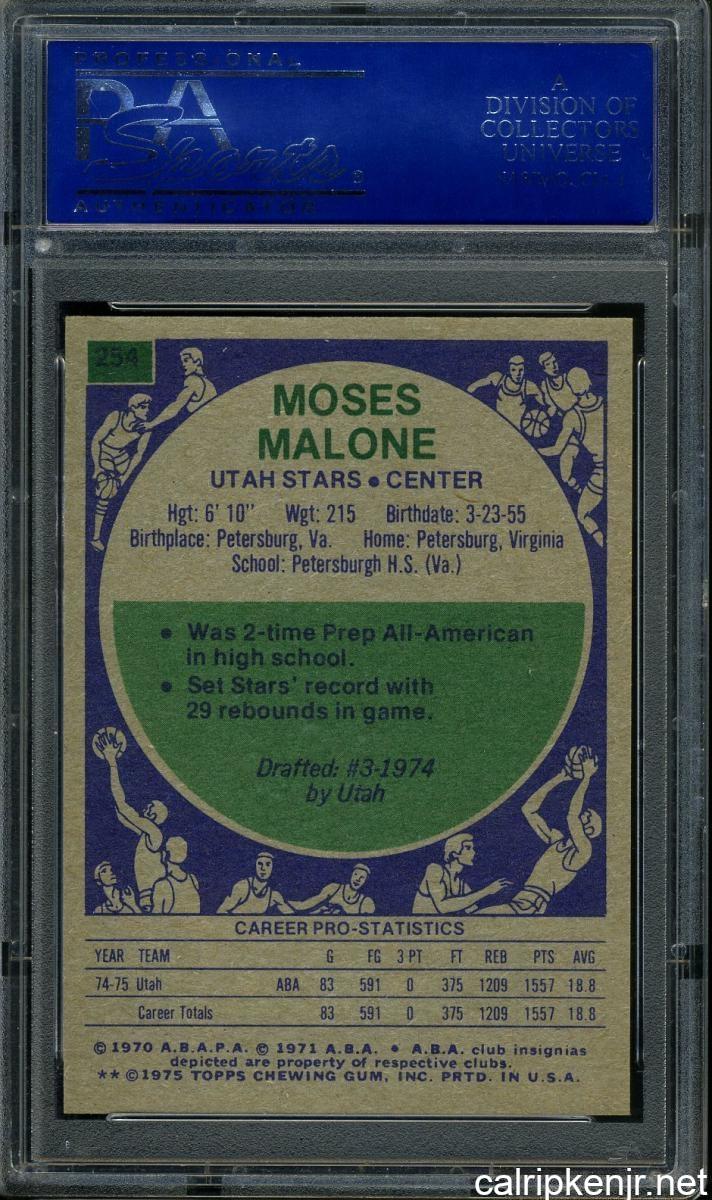 PROFESSIONAL
PSA
Sports ®
AUTHENTICATOR
A
DIVISION OF
COLLECTORS
UNIVERSE
254
MOSES
MALONE
UTAH STARS • CENTER
Hgt: 6' 10" Wgt: 215 Birthdate: 3-23-55
Birthplace: Petersburg, Va. Home: Petersburg, Virginia
School: Petersburgh H.S. (Va.)
• Was 2-time Prep All-American
in high school.
• Set Stars' record with
29 rebounds in game.
Drafted: #3-1974
by Utah
CAREER PRO-STATISTICS
YEAR TEAM G FG 3 PT FT REB PTS AVG
74-75 Utah ABA 83 591 0 375 1209 1557 18.8
Career Totals 83 591 0 375 1209 1557 18.8
© 1970 A.B.A.P.A. © 1971 A.B.A. • A.B.A. club insignias
depicted are property of respective clubs.
** © 1975 TOPPS CHEWING GUM, INC. PRTD. IN U.S.A.
calripkenjr.net